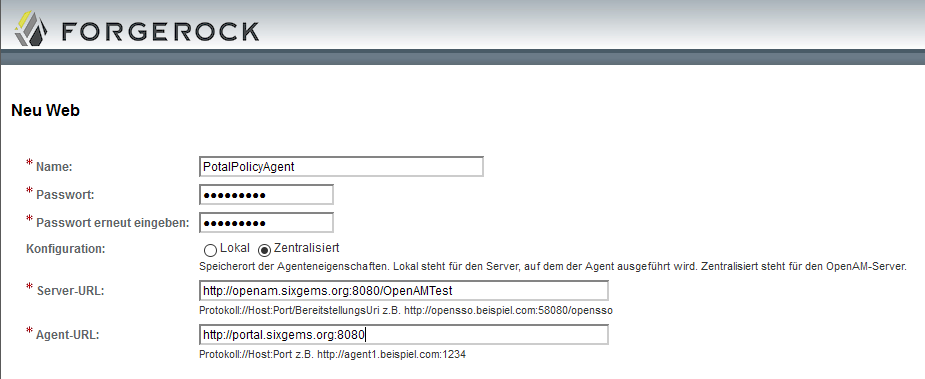 FORGEROCK
Neu Web
* Name: PotalPolicyAgent
* Passwort: •••••••••
* Passwort erneut eingeben: •••••••••
Konfiguration: Lokal Zentralisiert
Speicherort der Agenteneigenschaften. Lokal steht für den Server, auf dem der Agent ausgeführt wird. Zentralisiert steht für den OpenAM-Server.
* Server-URL: http://openam.sixgems.org:8080/OpenAMTest
Protokoll://Host:Port/BereitstellungsUri z.B. http://opensso.beispiel.com:58080/opensso
* Agent-URL: http://portal.sixgems.org:8080
Protokoll://Host:Port z.B. http://agent1.beispiel.com:1234